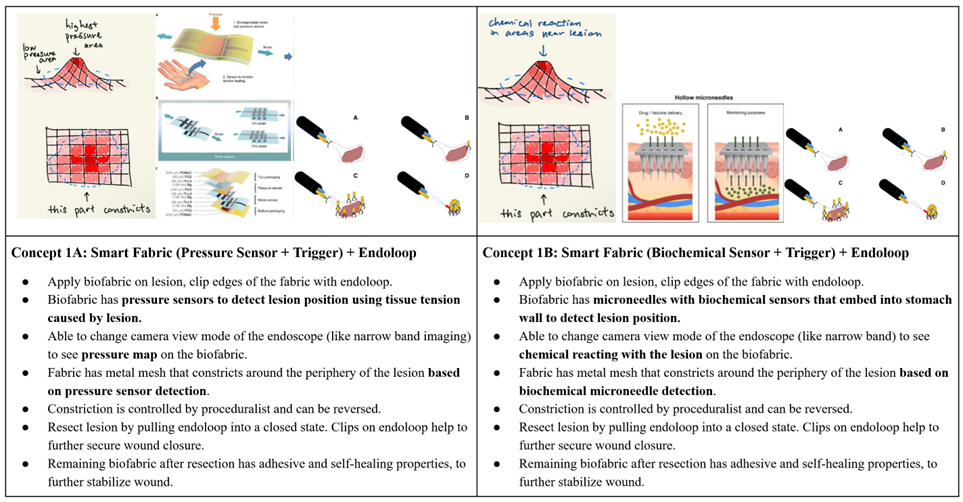 highest
pressure
area
low
pressure
area
this part constricts
Pressure
1. Biodegradable strain
and pressure sensor
Strain
2. Sensor to monitor
tendon healing
Strain
A
B
C
D
Top packaging
Pressure sensor
Strain sensor
Bottom packaging
Concept 1A: Smart Fabric (Pressure Sensor + Trigger) + Endoloop
● Apply biofabric on lesion, clip edges of the fabric with endoloop.
● Biofabric has pressure sensors to detect lesion position using tissue tension
caused by lesion.
● Able to change camera view mode of the endoscope (like narrow band imaging)
to see pressure map on the biofabric.
● Fabric has metal mesh that constricts around the periphery of the lesion based
on pressure sensor detection.
● Constriction is controlled by proceduralist and can be reversed.
● Resect lesion by pulling endoloop into a closed state. Clips on endoloop help to
further secure wound closure.
● Remaining biofabric after resection has adhesive and self-healing properties, to
further stabilize wound.
chemical reaction
in areas near lesion
this part constricts
Hollow microneedles
Drug / Vaccine delivery
Monitoring purposes
A
B
C
D
Concept 1B: Smart Fabric (Biochemical Sensor + Trigger) + Endoloop
● Apply biofabric on lesion, clip edges of the fabric with endoloop.
● Biofabric has microneedles with biochemical sensors that embed into stomach
wall to detect lesion position.
● Able to change camera view mode of the endoscope (like narrow band) to see
chemical reacting with the lesion on the biofabric.
● Fabric has metal mesh that constricts around the periphery of the lesion based on
biochemical microneedle detection.
● Constriction is controlled by proceduralist and can be reversed.
● Resect lesion by pulling endoloop into a closed state. Clips on endoloop help to
further secure wound closure.
● Remaining biofabric after resection has adhesive and self-healing properties, to
further stabilize wound.